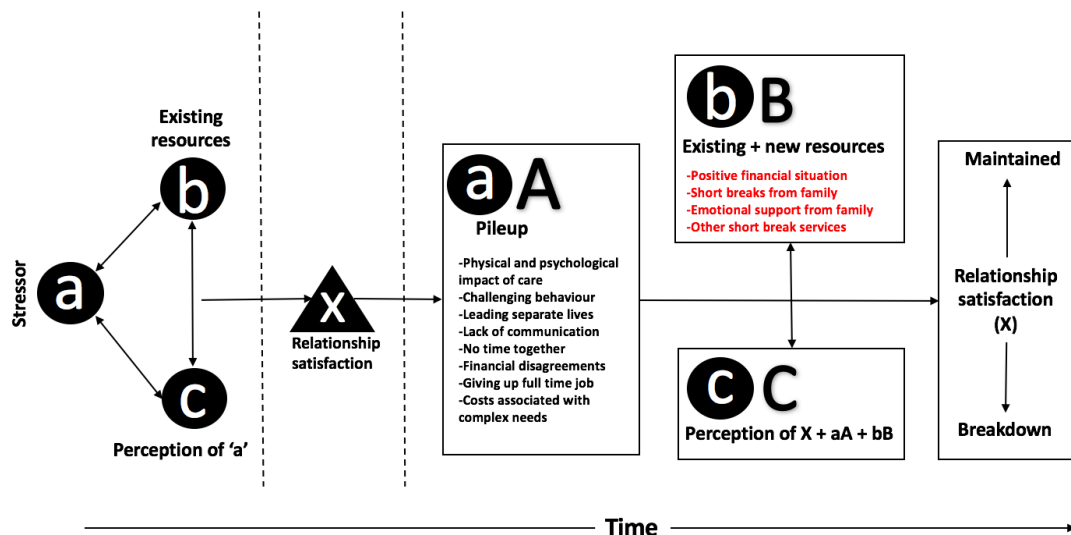 Stressor
a
Existing
resources
b
c
Perception of ‘a’
X
Relationship
satisfaction
a A
Pileup
-Physical and psychological
impact of care
-Challenging behaviour
-Leading separate lives
-Lack of communication
-No time together
-Financial disagreements
-Giving up full time job
-Costs associated with
complex needs
b B
Existing + new resources
-Positive financial situation
-Short breaks from family
-Emotional support from family
-Other short break services
c C
Perception of X + aA + bB
Maintained
Relationship
satisfaction
(X)
Breakdown
Time